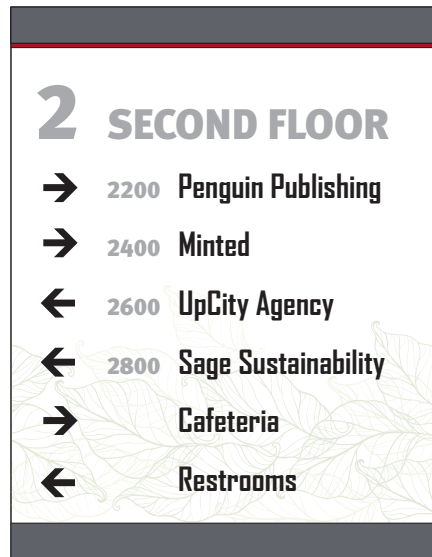 2 SECOND FLOOR
→ 2200 Penguin Publishing
→ 2400 Minted
← 2600 UpCity Agency
← 2800 Sage Sustainability
→ Cafeteria
← Restrooms